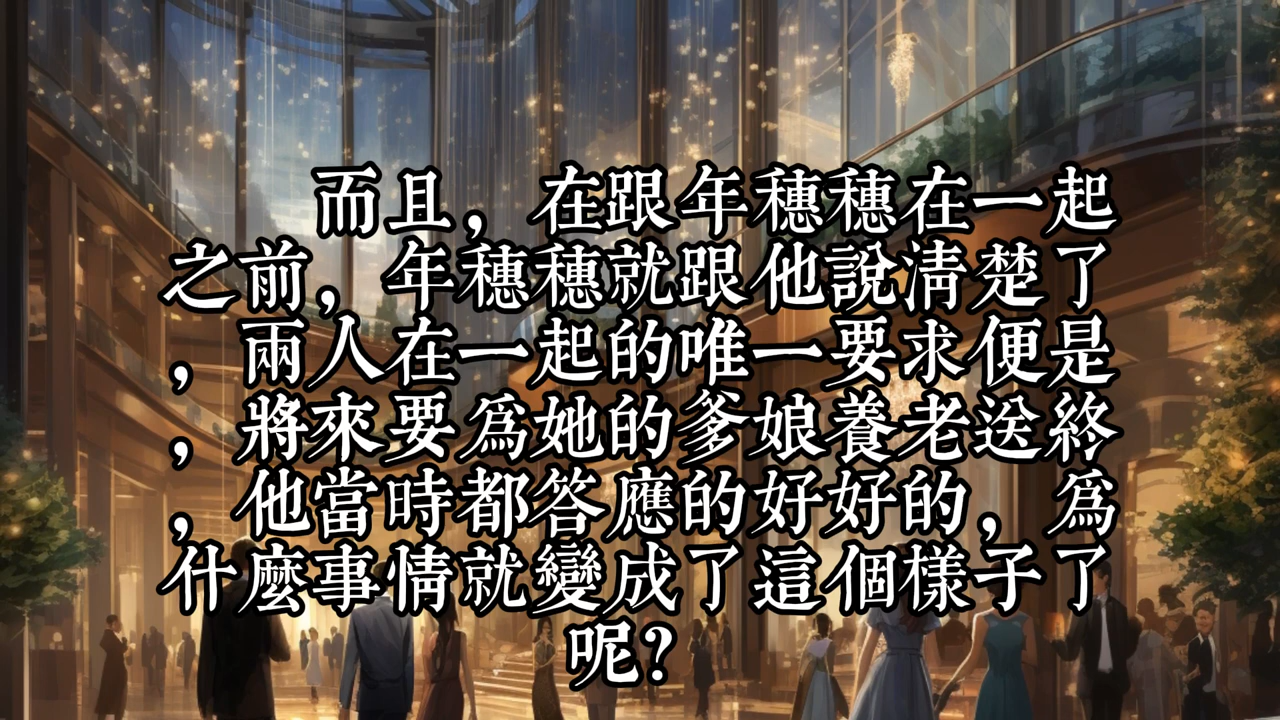 而且，在跟年穗穗在一起
之前，年穗穗就跟他說清楚了
，兩人在一起的唯一要求便是
，將來要爲她的爹娘養老送終
，他當時都答應的好好的，爲
什麼事情就變成了這個樣子了
呢？